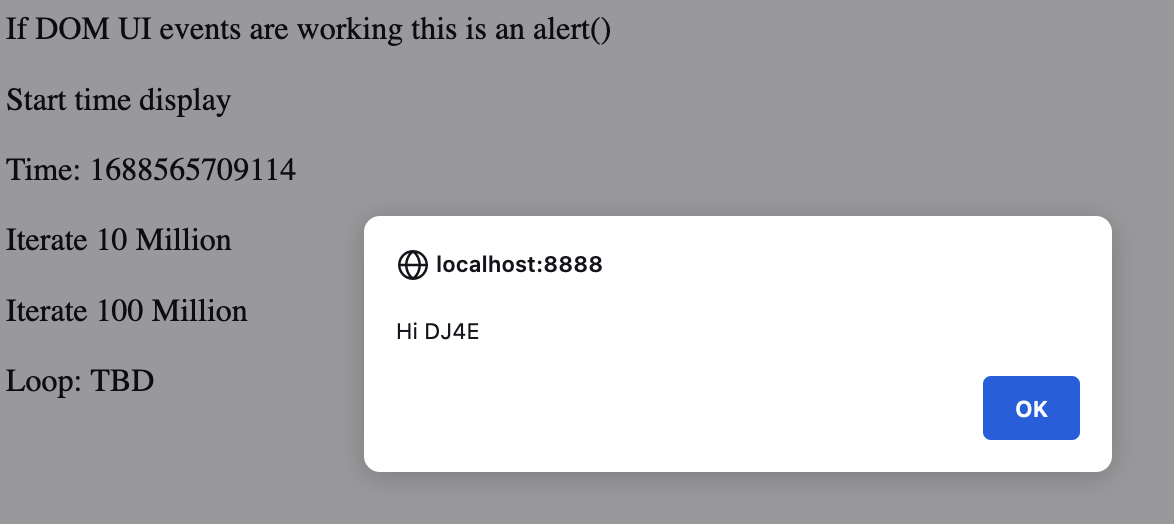 If DOM UI events are working this is an alert()
Start time display
Time: 1688565709114
Iterate 10 Million
Iterate 100 Million
Loop: TBD
localhost:8888
Hi DJ4E
OK